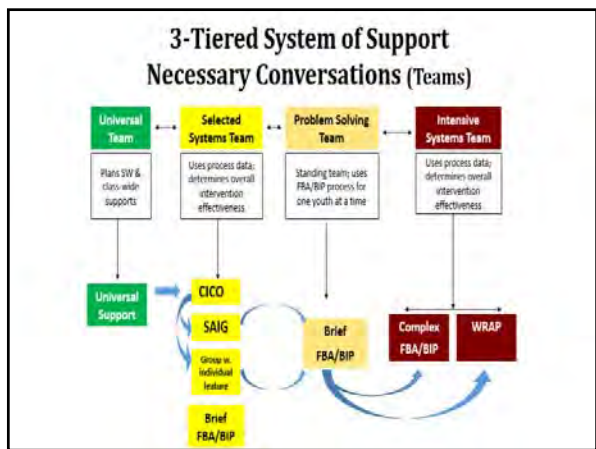 3-Tiered System of Support
Necessary Conversations (Teams)
Universal
Team
Selected
Systems Team
Problem Solving
Team
Intensive
Systems Team
Plans SW &
class-wide
supports
Uses process data;
determines overall
intervention
effectiveness
Standing team; uses
FBA/BIP process for
one youth at a time
Uses process data;
determines overall
intervention
effectiveness
Universal
Support
CICO
SAIG
Group w.
individual
feature
Brief
FBA/BIP
Brief
FBA/BIP
Complex
FBA/BIP
WRAP